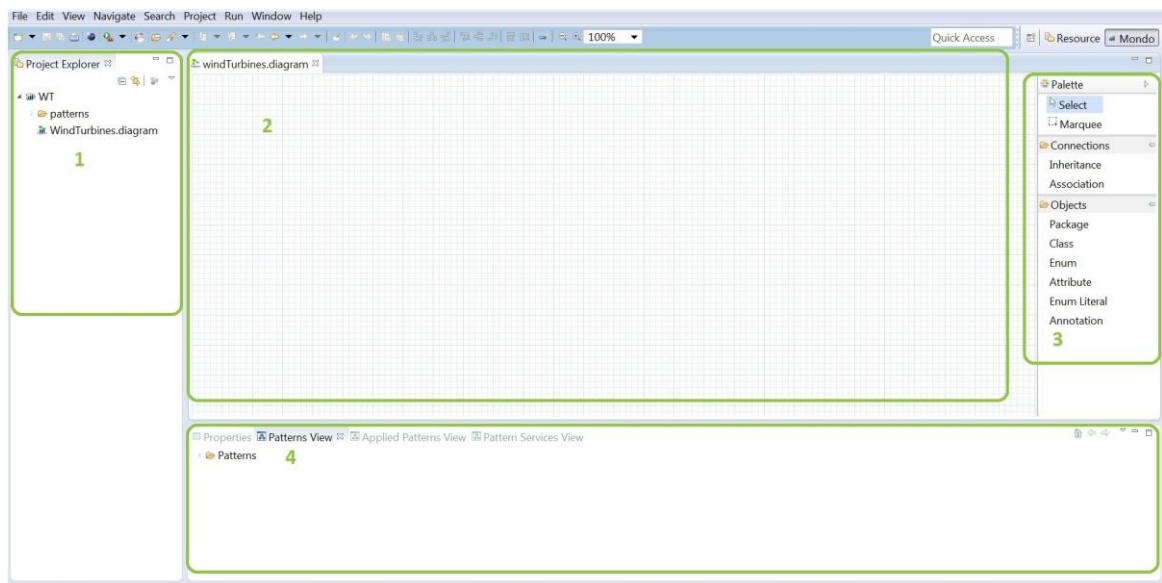 File Edit View Navigate Search Project Run Window Help
100%
Quick Access
Resource
Mondo
Project Explorer
WT
patterns
WindTurbines.diagram
1
windTurbines.diagram
2
Palette
Select
Marquee
Connections
Inheritance
Association
Objects
Package
Class
Enum
Attribute
Enum Literal
Annotation
3
Properties Patterns View Applied Patterns View Pattern Services View
Patterns
4